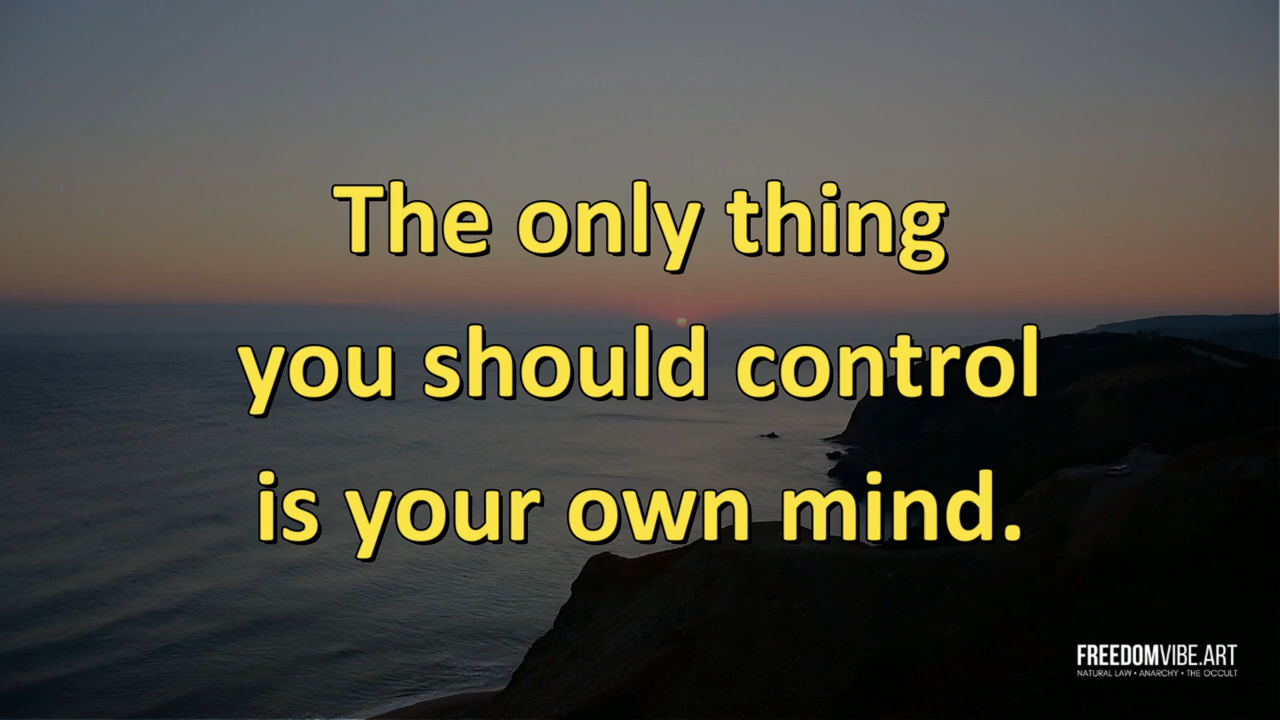 The only thing
you should control
is your own mind.
FREEDOMVIBE.ART
NATURAL LAW • ANARCHY • THE OCCULT